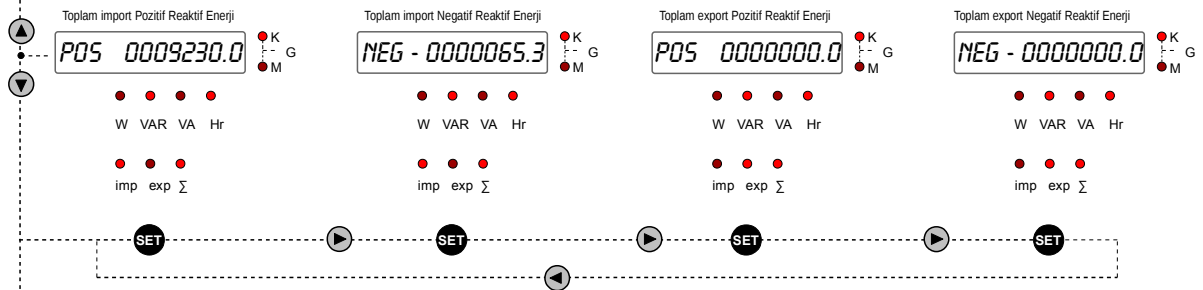 Toplam import Pozitif Reaktif Enerji
POS 0009230.0
K
G
M
W VAR VA Hr
imp exp ∑
SET
Toplam import Negatif Reaktif Enerji
NEG - 0000065.3
K
G
M
W VAR VA Hr
imp exp ∑
SET
Toplam export Pozitif Reaktif Enerji
POS 0000000.0
K
G
M
W VAR VA Hr
imp exp ∑
SET
Toplam export Negatif Reaktif Enerji
NEG - 0000000.0
K
G
M
W VAR VA Hr
imp exp ∑
SET